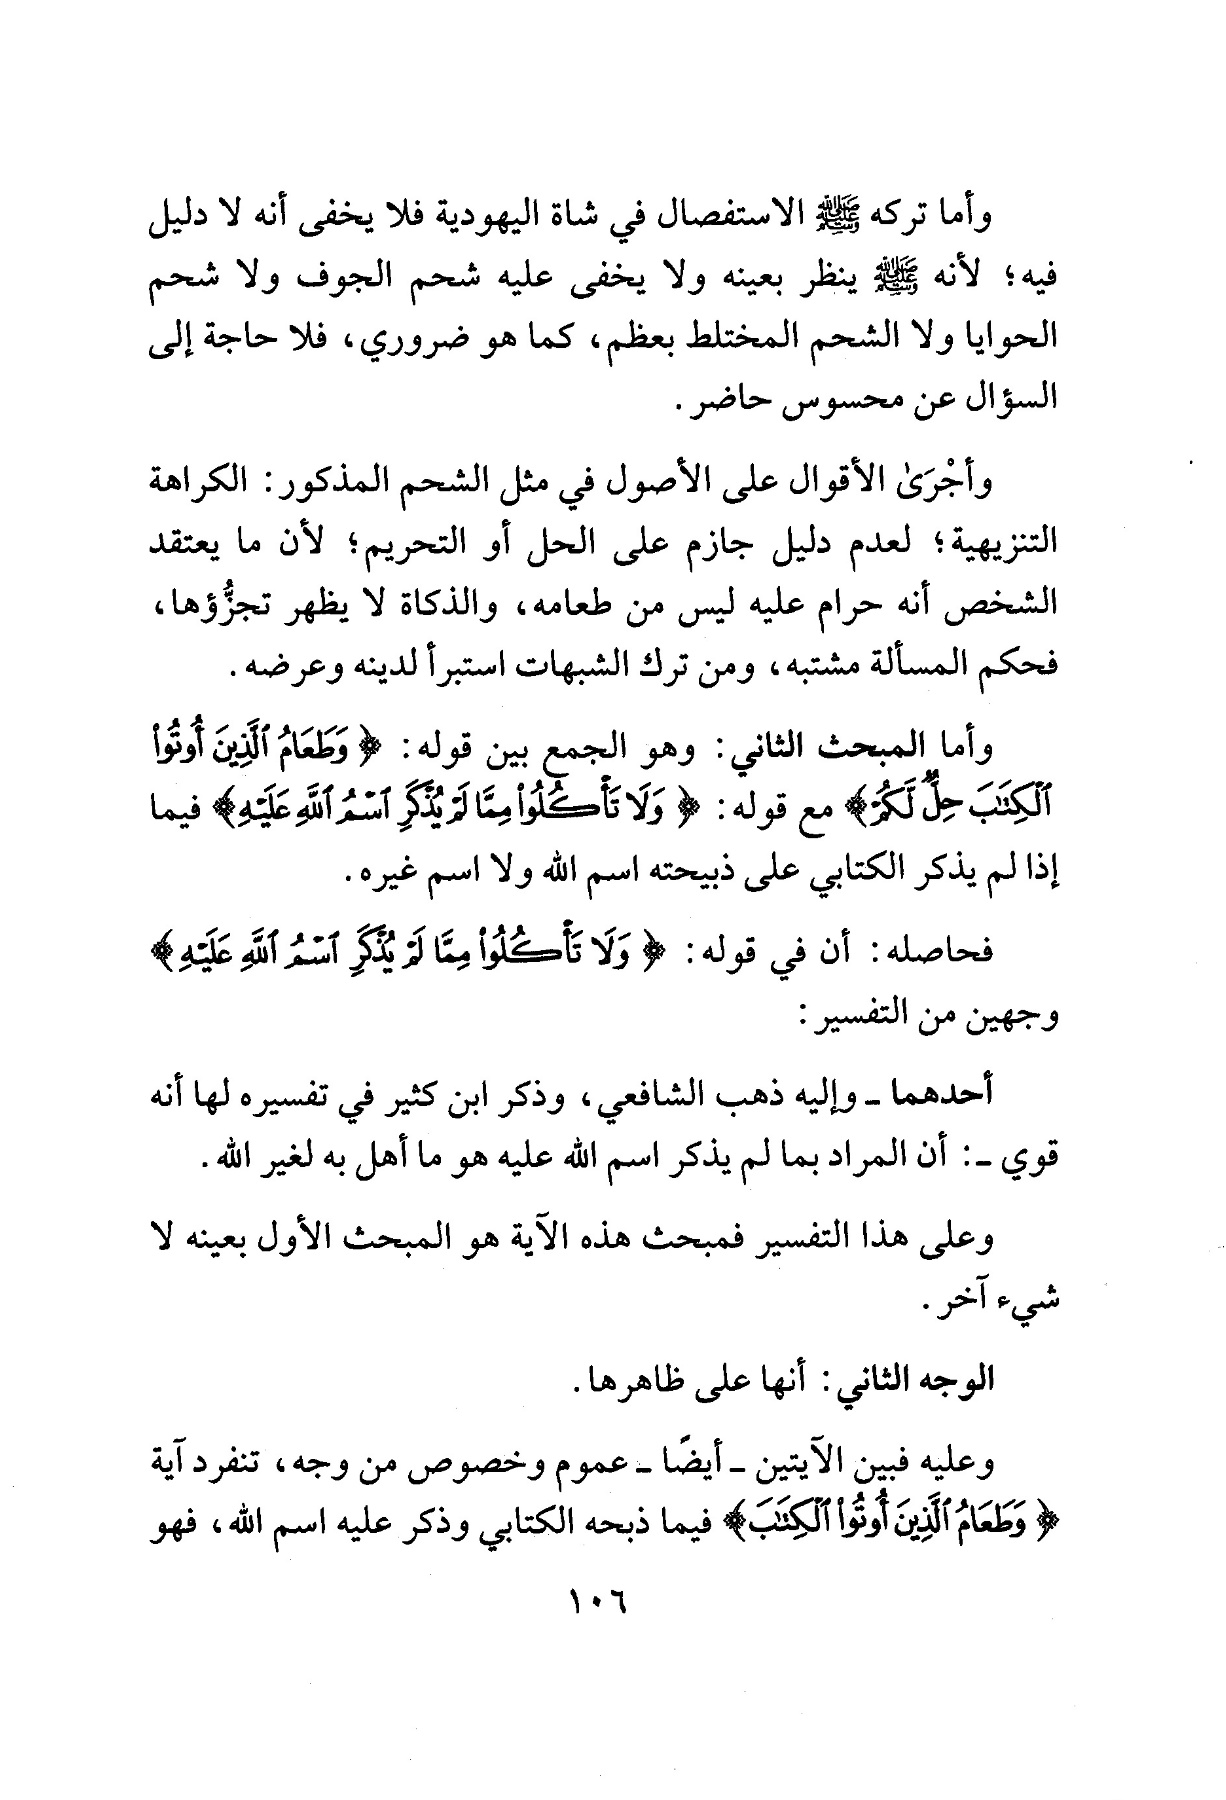 وأما تركه ﷺ الاستفصال في شاة اليهودية فلا يخفى أنه لا دليل
فيه؛ لأنه ﷺ ينظر بعينه ولا يخفى عليه شحم الجوف ولا شحم
الحوايا ولا الشحم المختلط بعظم، كما هو ضروري، فلا حاجة إلى
السؤال عن محسوس حاضر.
وأجْرَىٰ الأقوال على الأصول في مثل الشحم المذكور: الكراهة
التنزيهية؛ لعدم دليل جازم على الحل أو التحريم؛ لأن ما يعتقد
الشخص أنه حرام عليه ليس من طعامه، والذكاة لا يظهر تجزُّؤها،
فحكم المسألة مشتبه، ومن ترك الشبهات استبرأ لدينه وعرضه.
وأما المبحث الثاني: وهو الجمع بين قوله: ﴿ وَطَعَامُ ٱلَّذِينَ أُوتُوا۟
ٱلْكِتَـٰبَ حِلٌّۭ لَّكُمْ﴾ مع قوله: ﴿ وَلَا تَأْكُلُوا۟ مِمَّا لَمْ يُذْكَرِ ٱسْمُ ٱللَّهِ عَلَيْهِ﴾ فيما
إذا لم يذكر الكتابي على ذبيحته اسم الله ولا اسم غيره.
فحاصله: أن في قوله: ﴿ وَلَا تَأْكُلُوا۟ مِمَّا لَمْ يُذْكَرِ ٱسْمُ ٱللَّهِ عَلَيْهِ﴾
وجهين من التفسير:
أحدهما ـ وإليه ذهب الشافعي، وذكر ابن كثير في تفسيره لها أنه
قوي ـ: أن المراد بما لم يذكر اسم الله عليه هو ما أهل به لغير الله.
وعلى هذا التفسير فمبحث هذه الآية هو المبحث الأول بعينه لا
شيء آخر.
الوجه الثاني: أنها على ظاهرها.
وعليه فبين الآيتين ـ أيضًا ـ عموم وخصوص من وجه، تنفرد آية
﴿ وَطَعَامُ ٱلَّذِينَ أُوتُوا۟ ٱلْكِتَـٰبَ﴾ فيما ذبحه الكتابي وذكر عليه اسم الله، فهو
١٠٦